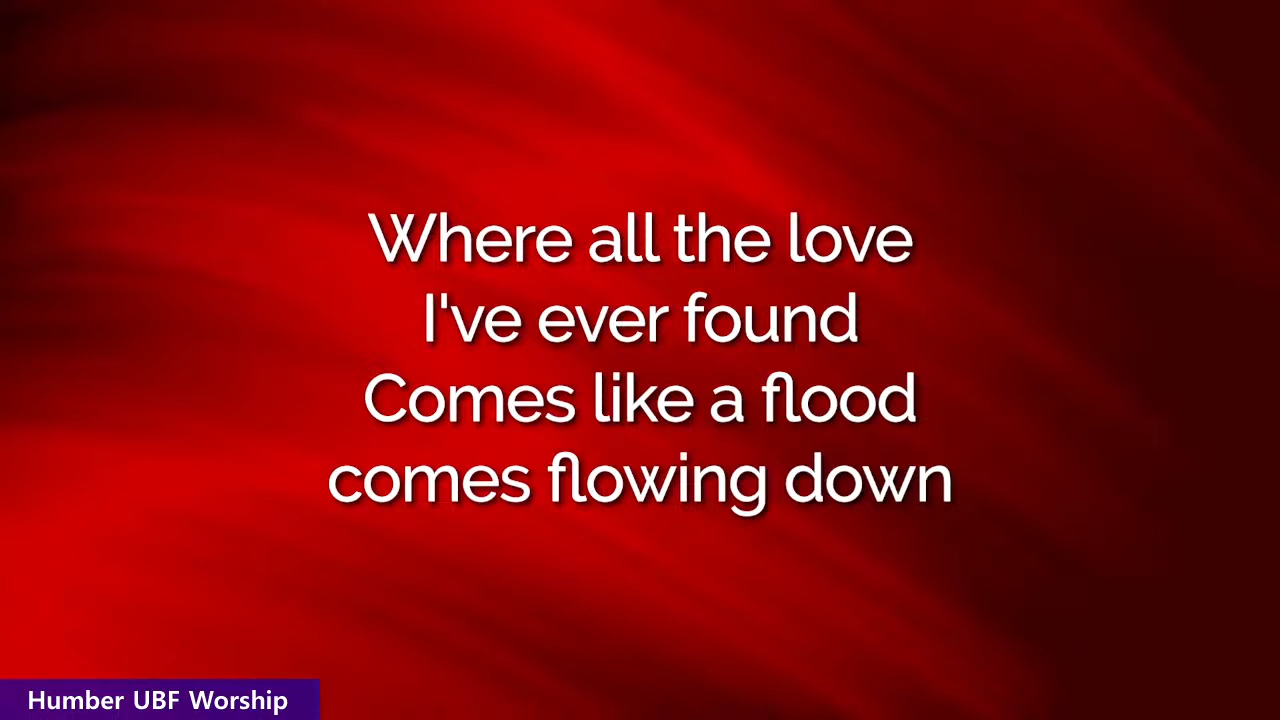 Where all the love
I've ever found
Comes like a flood
comes flowing down
Humber UBF Worship